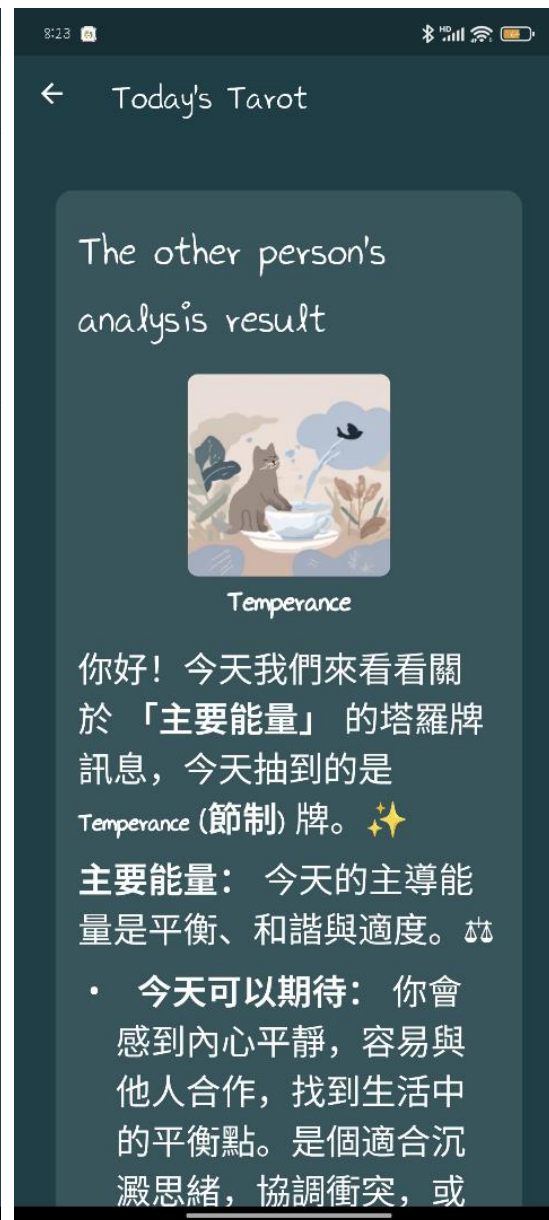 8:23
HD
← Today's Tarot
The other person's
analysis result
Temperance
你好！今天我們來看看關
於 「主要能量」 的塔羅牌
訊息，今天抽到的是
Temperance (節制) 牌。✨
主要能量： 今天的主導能
量是平衡、和諧與適度。⚖
• 今天可以期待： 你會
感到內心平靜，容易與
他人合作，找到生活中
的平衡點。是個適合沉
澱思緒，協調衝突，或